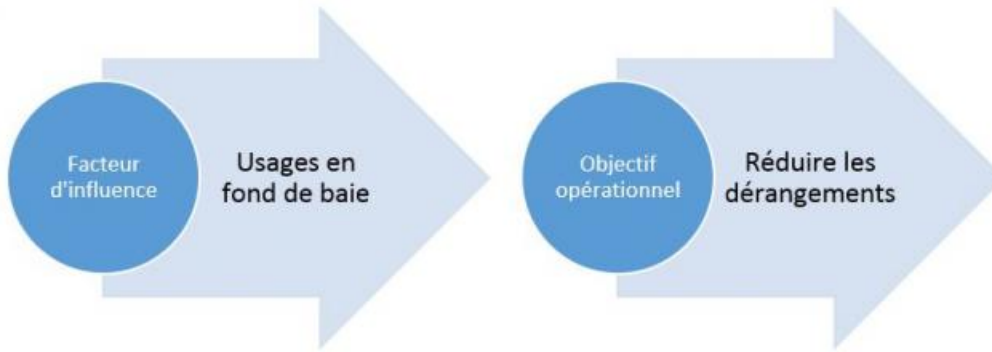 Facteur
d'influence
Usages en
fond de baie
Objectif
opérationnel
Réduire les
dérangements